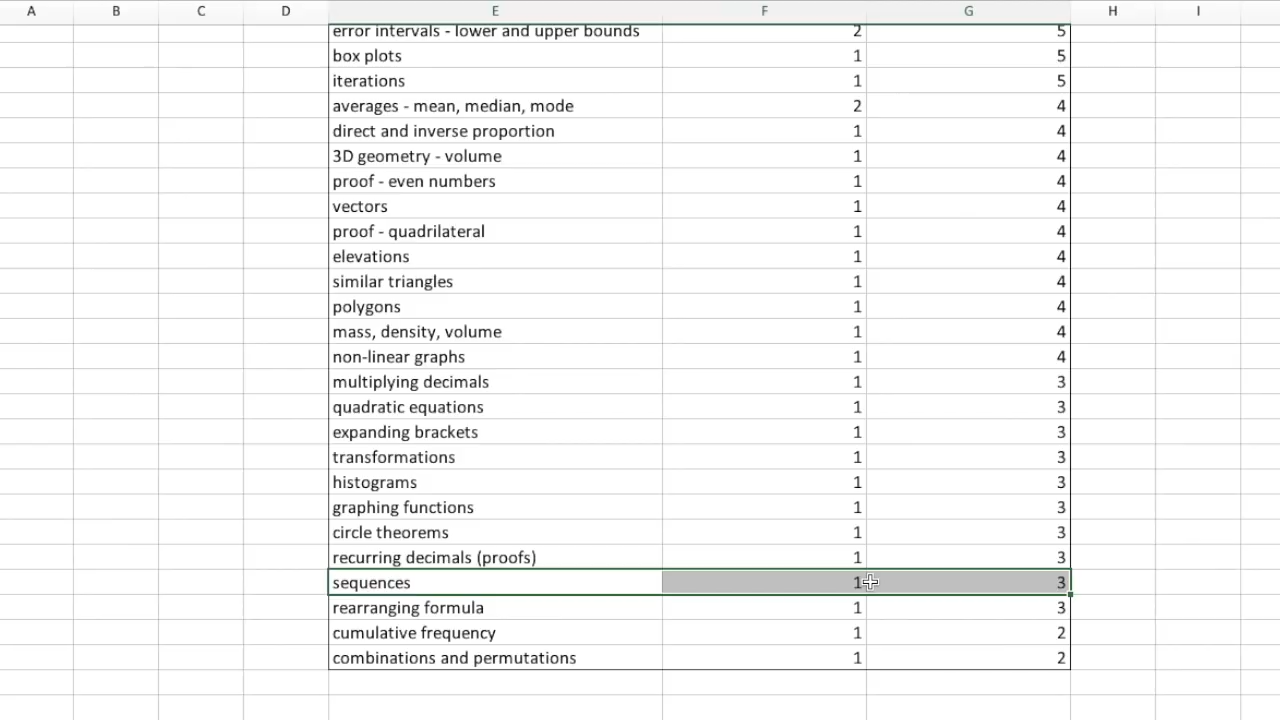 A B C D E F G H I
error intervals - lower and upper bounds 2 5
box plots 1 5
iterations 1 5
averages - mean, median, mode 2 4
direct and inverse proportion 1 4
3D geometry - volume 1 4
proof - even numbers 1 4
vectors 1 4
proof - quadrilateral 1 4
elevations 1 4
similar triangles 1 4
polygons 1 4
mass, density, volume 1 4
non-linear graphs 1 4
multiplying decimals 1 3
quadratic equations 1 3
expanding brackets 1 3
transformations 1 3
histograms 1 3
graphing functions 1 3
circle theorems 1 3
recurring decimals (proofs) 1 3
sequences 1 3
rearranging formula 1 3
cumulative frequency 1 2
combinations and permutations 1 2